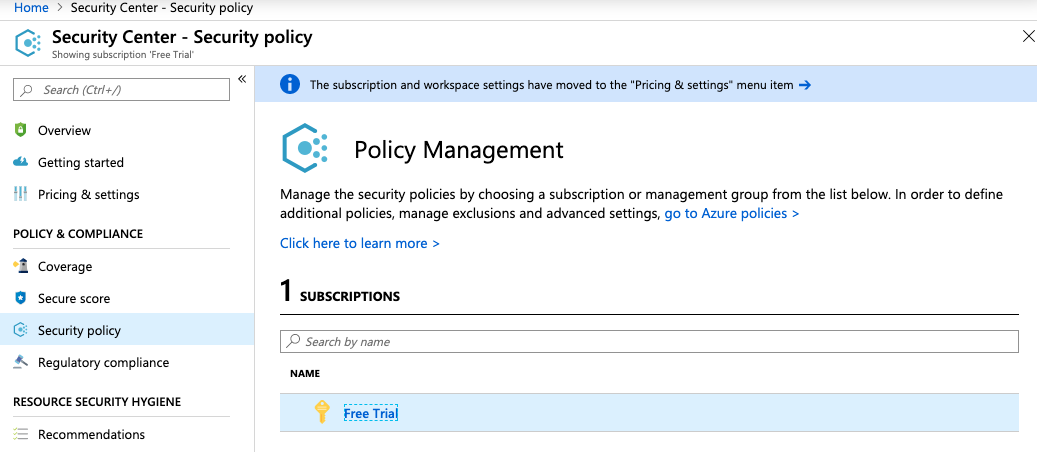 Home > Security Center - Security policy
Security Center - Security policy
Showing subscription 'Free Trial'
Search (Ctrl+/)
«
Overview
Getting started
Pricing & settings
POLICY & COMPLIANCE
Coverage
Secure score
Security policy
Regulatory compliance
RESOURCE SECURITY HYGIENE
Recommendations
The subscription and workspace settings have moved to the "Pricing & settings" menu item →
Policy Management
Manage the security policies by choosing a subscription or management group from the list below. In order to define
additional policies, manage exclusions and advanced settings, go to Azure policies >
Click here to learn more >
1 SUBSCRIPTIONS
Search by name
NAME
Free Trial